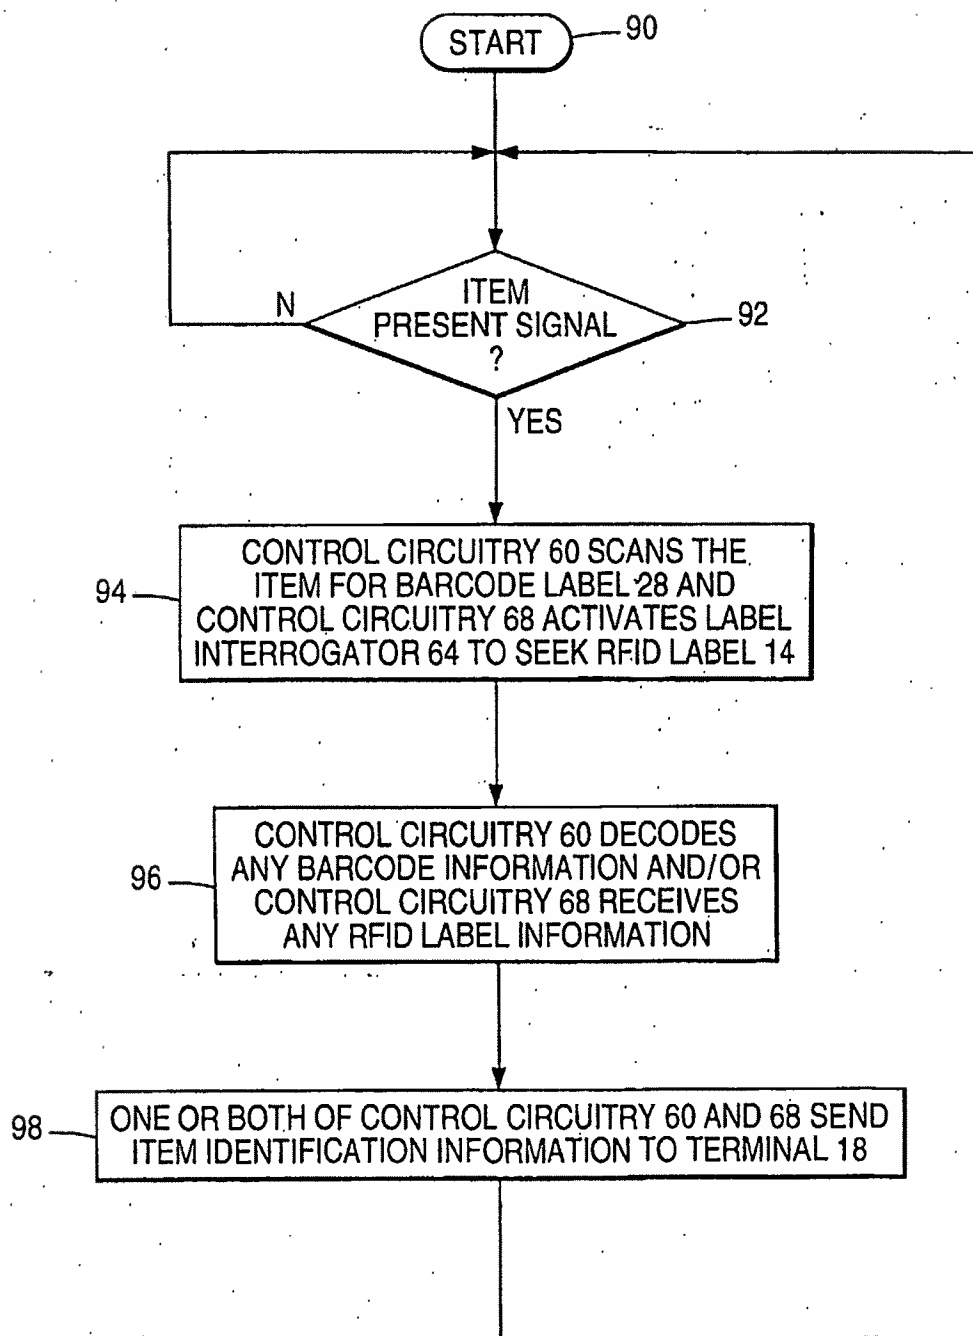 START
90
ITEM
PRESENT SIGNAL
?
92
N
YES
94
CONTROL CIRCUITRY 60 SCANS THE
ITEM FOR BARCODE LABEL 28 AND
CONTROL CIRCUITRY 68 ACTIVATES LABEL
INTERROGATOR 64 TO SEEK RFID LABEL 14
96
CONTROL CIRCUITRY 60 DECODES
ANY BARCODE INFORMATION AND/OR
CONTROL CIRCUITRY 68 RECEIVES
ANY RFID LABEL INFORMATION
98
ONE OR BOTH OF CONTROL CIRCUITRY 60 AND 68 SEND
ITEM IDENTIFICATION INFORMATION TO TERMINAL 18